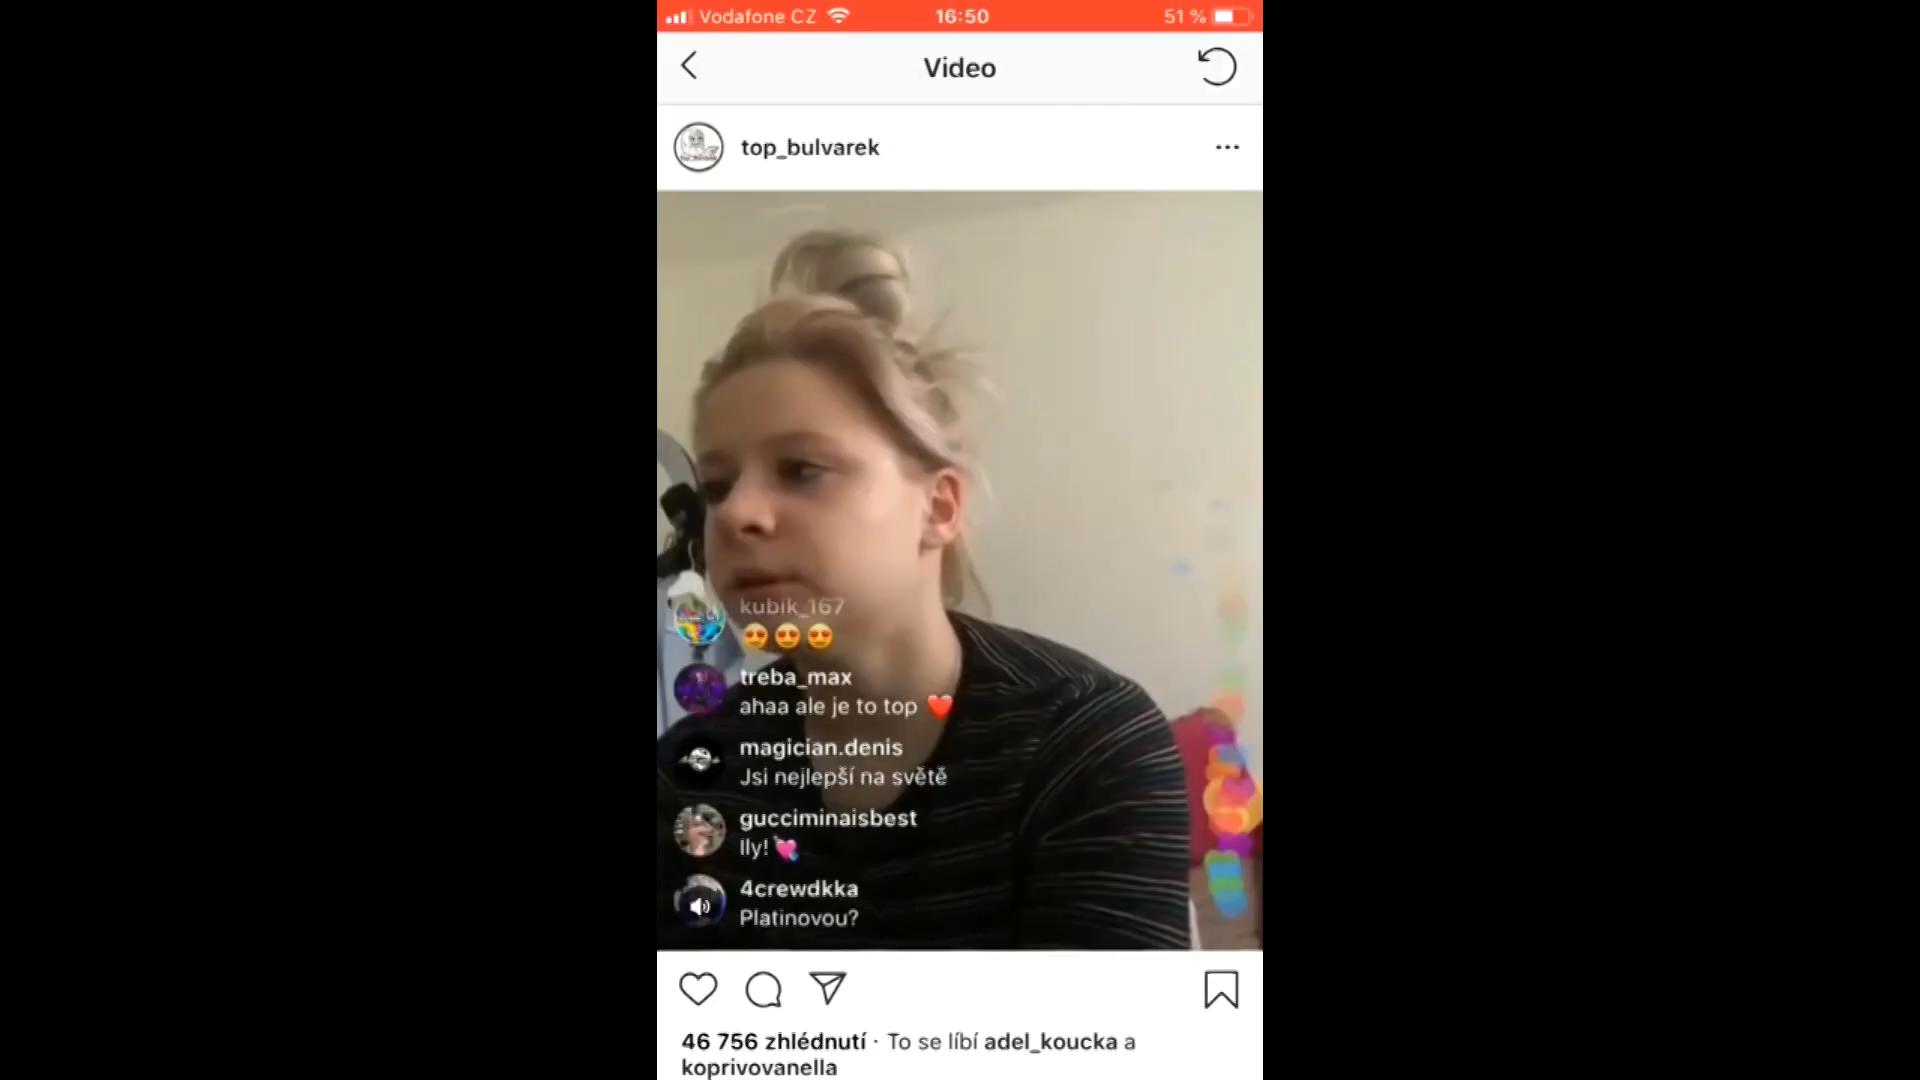 Vodafone CZ 16:50 51 %
Video
top_bulvarek
kubik_167
😍😍😍
treba_max
ahaa ale je to top ❤️
magician.denis
Jsi nejlepší na světě
gucciminaisbest
Ily! 💘
4crewdkka
Platinovou?
46 756 zhlédnutí · To se líbí adel_koucka a
koprivovanella